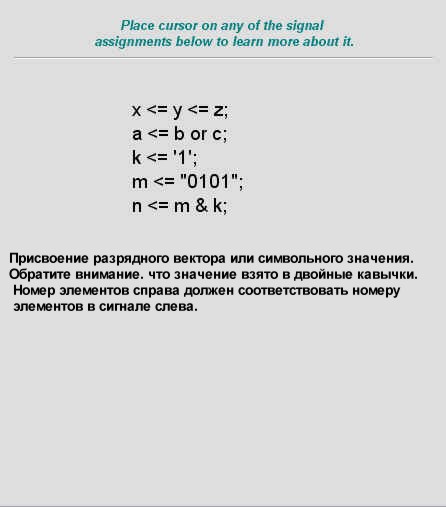 Place cursor on any of the signal
assignments below to learn more about it.
x <= y <= z;
a <= b or c;
k <= '1';
m <= "0101";
n <= m & k;
Присвоение разрядного вектора или символьного значения.
Обратите внимание. что значение взято в двойные кавычки.
Номер элементов справа должен соответствовать номеру
элементов в сигнале слева.